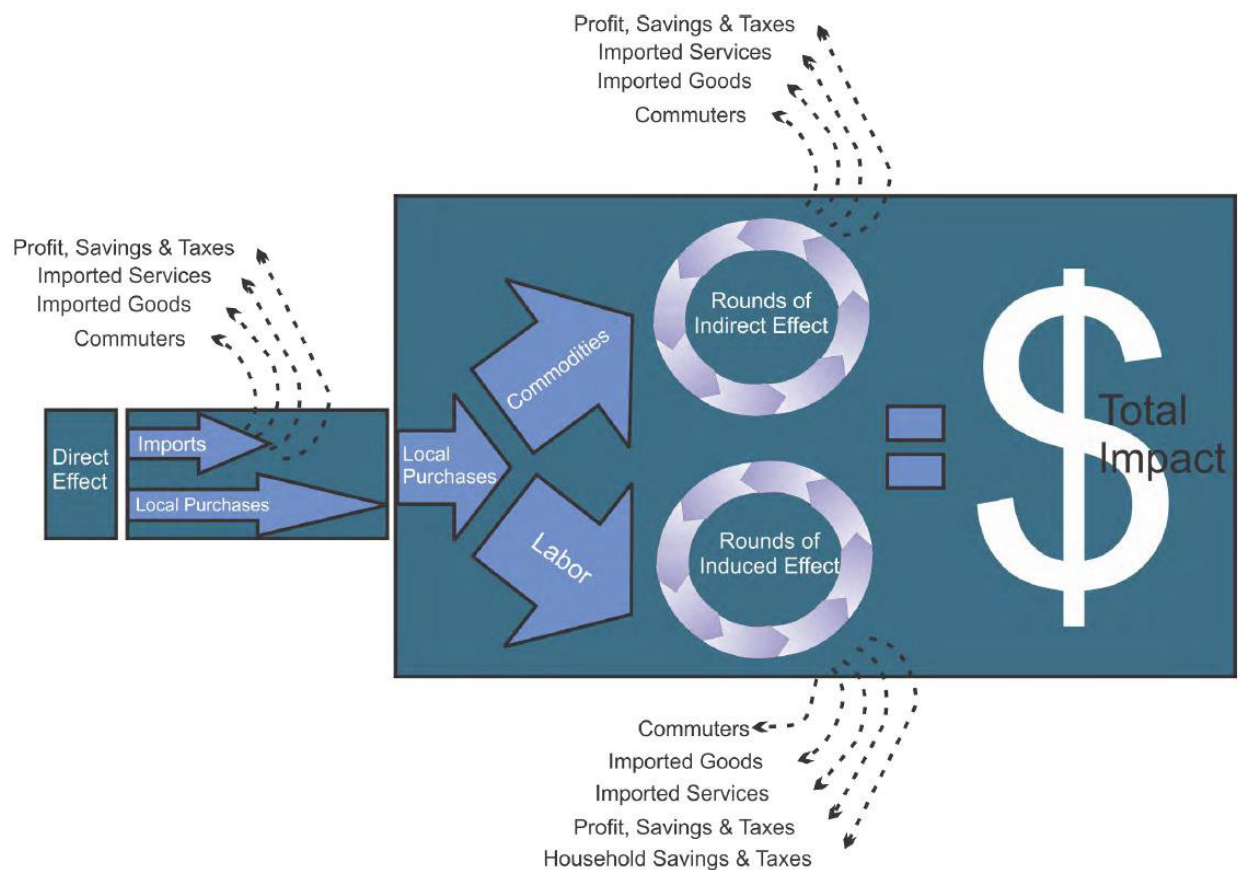 Profit, Savings & Taxes
Imported Services
Imported Goods
Commuters
Profit, Savings & Taxes
Imported Services
Imported Goods
Commuters
Direct
Effect
Imports
Local Purchases
Local
Purchases
Commodities
Labor
Rounds of
Indirect Effect
Rounds of
Induced Effect
$
Total
Impact
Commuters
Imported Goods
Imported Services
Profit, Savings & Taxes
Household Savings & Taxes